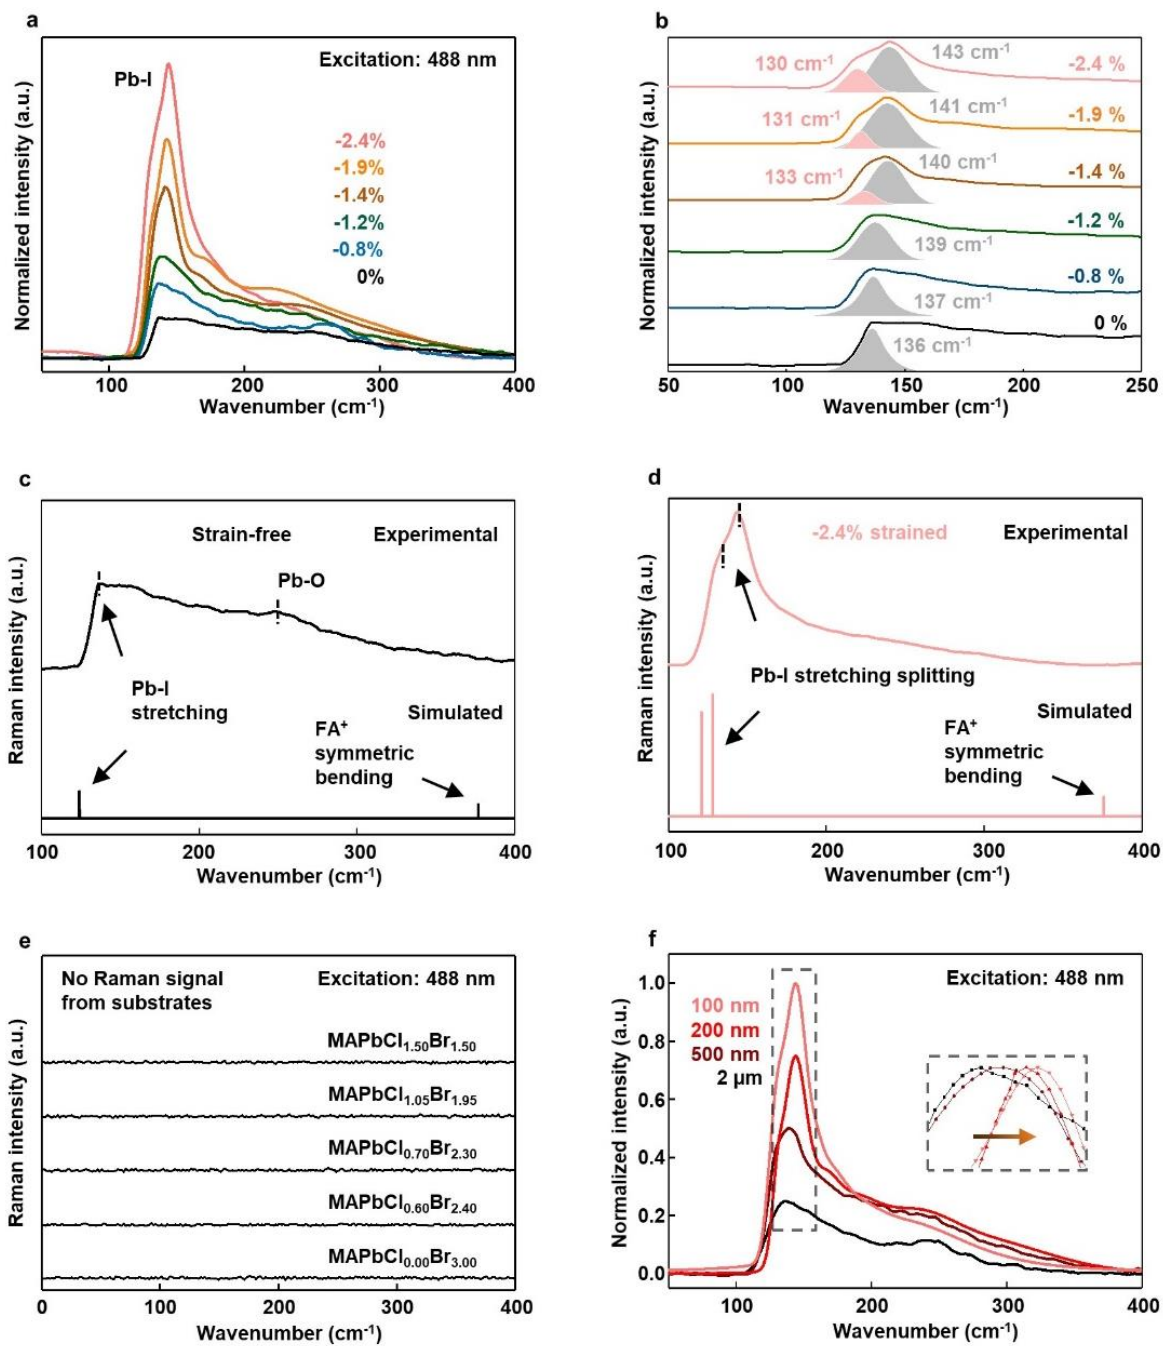 a
Excitation: 488 nm
Pb-I
-2.4%
-1.9%
-1.4%
-1.2%
-0.8%
0%
Normalized intensity (a.u.)
100 200 300 400
Wavenumber (cm⁻¹)
b
130 cm⁻¹ 143 cm⁻¹ -2.4 %
131 cm⁻¹ 141 cm⁻¹ -1.9 %
133 cm⁻¹ 140 cm⁻¹ -1.4 %
139 cm⁻¹ -1.2 %
137 cm⁻¹ -0.8 %
136 cm⁻¹ 0 %
Normalized intensity (a.u.)
50 100 150 200 250
Wavenumber (cm⁻¹)
c
Strain-free Experimental
Pb-O
Pb-I
stretching
Simulated
FA⁺
symmetric
bending
Raman intensity (a.u.)
100 200 300 400
Wavenumber (cm⁻¹)
d
-2.4% strained Experimental
Pb-I stretching splitting
Simulated
FA⁺
symmetric
bending
Raman intensity (a.u.)
100 200 300 400
Wavenumber (cm⁻¹)
e
No Raman signal
from substrates
Excitation: 488 nm
MAPbCl₁.₅₀Br₁.₅₀
MAPbCl₁.₀₅Br₁.₉₅
MAPbCl₀.₇₀Br₂.₃₀
MAPbCl₀.₆₀Br₂.₄₀
MAPbCl₀.₀₀Br₃.₀₀
Raman intensity (a.u.)
0 100 200 300 400
Wavenumber (cm⁻¹)
f
Excitation: 488 nm
100 nm
200 nm
500 nm
2 μm
Normalized intensity (a.u.)
1.0
0.8
0.6
0.4
0.2
0.0
100 200 300 400
Wavenumber (cm⁻¹)